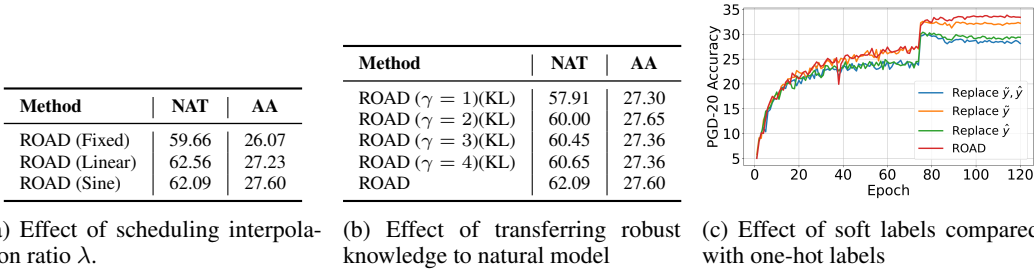 Method NAT AA
ROAD (Fixed) 59.66 26.07
ROAD (Linear) 62.56 27.23
ROAD (Sine) 62.09 27.60
a) Effect of scheduling interpola-
on ratio λ.
Method NAT AA
ROAD (γ = 1)(KL) 57.91 27.30
ROAD (γ = 2)(KL) 60.00 27.65
ROAD (γ = 3)(KL) 60.45 27.36
ROAD (γ = 4)(KL) 60.65 27.36
ROAD 62.09 27.60
(b) Effect of transferring robust
knowledge to natural model
PGD-20 Accuracy
35
30
25
20
15
10
5
0 20 40 60 80 100 120
Epoch
Replace ỹ, ŷ
Replace ỹ
Replace ŷ
ROAD
(c) Effect of soft labels compared
with one-hot labels